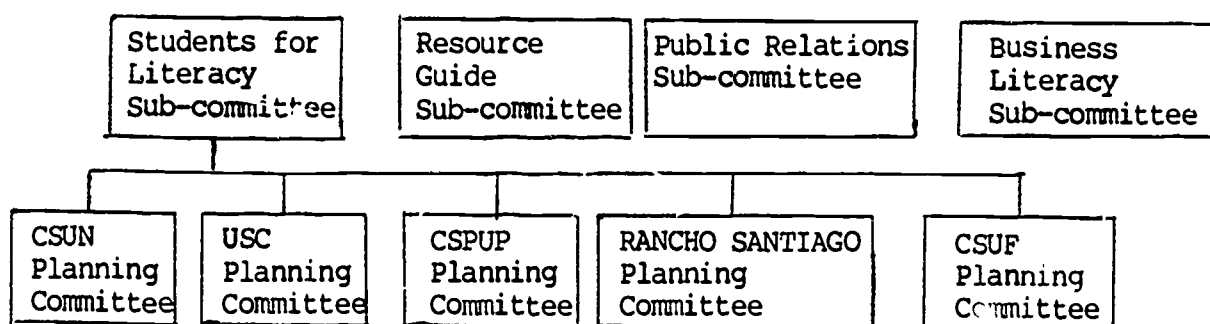 Students for
Literacy
Sub-committee
Resource
Guide
Sub-committee
Public Relations
Sub-committee
Business
Literacy
Sub-committee
CSUN
Planning
Committee
USC
Planning
Committee
CSPUP
Planning
Committee
RANCHO SANTIAGO
Planning
Committee
CSUF
Planning
Committee